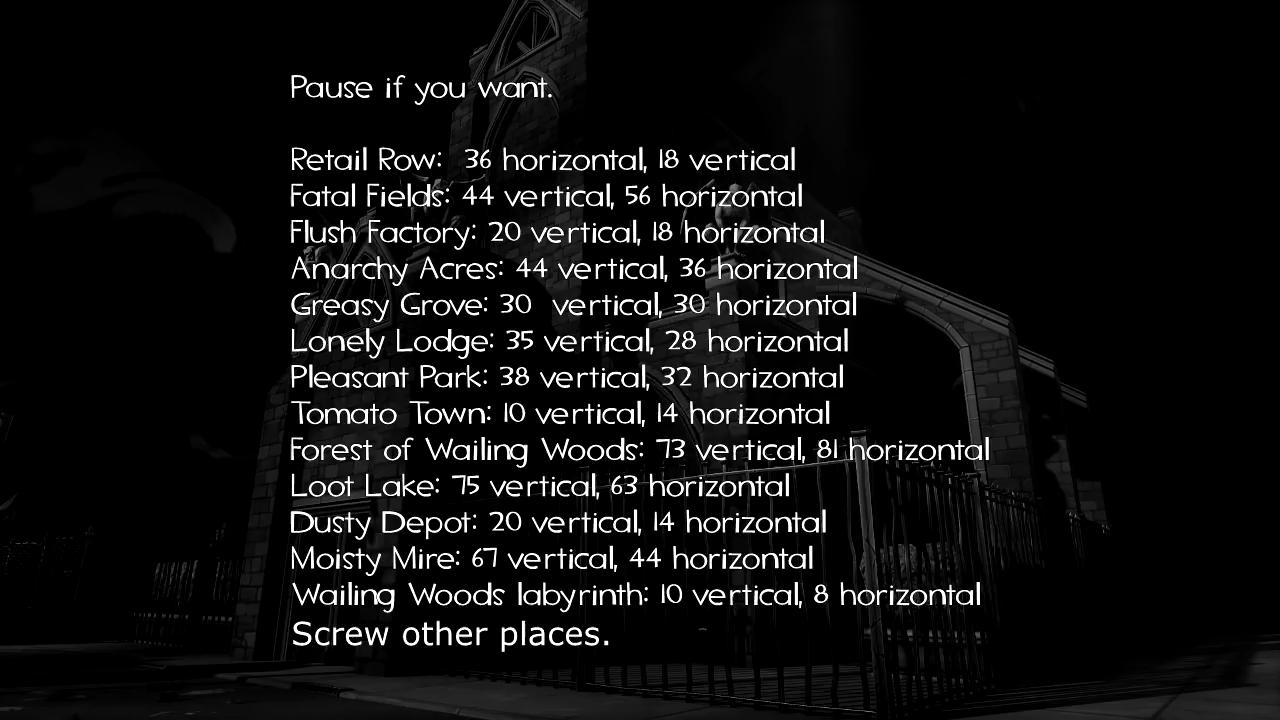 Pause if you want.
Retail Row:  36 horizontal, 18 vertical
Fatal Fields: 44 vertical, 56 horizontal
Flush Factory: 20 vertical, 18 horizontal
Anarchy Acres: 44 vertical, 36 horizontal
Greasy Grove: 30  vertical, 30 horizontal
Lonely Lodge: 35 vertical, 28 horizontal
Pleasant Park: 38 vertical, 32 horizontal
Tomato Town: 10 vertical, 14 horizontal
Forest of Wailing Woods: 73 vertical, 81 horizontal
Loot Lake: 75 vertical, 63 horizontal
Dusty Depot: 20 vertical, 14 horizontal
Moisty Mire: 67 vertical, 44 horizontal
Wailing Woods labyrinth: 10 vertical, 8 horizontal
Screw other places.